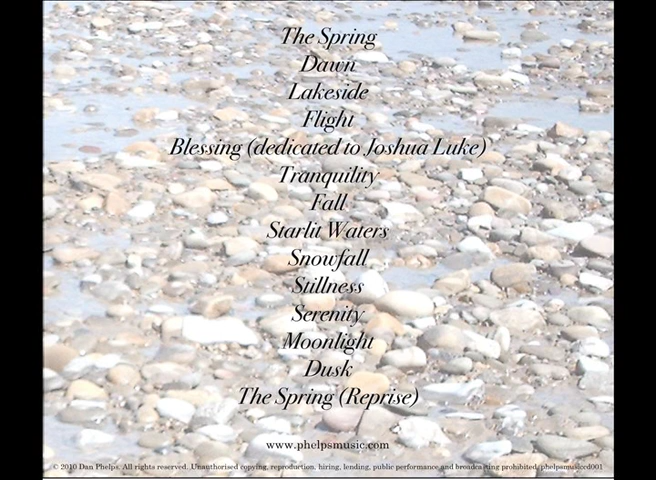 The Spring
Dawn
Lakeside
Flight
Blessing (dedicated to Joshua Luke)
Tranquility
Fall
Starlit Waters
Snowfall
Stillness
Serenity
Moonlight
Dusk
The Spring (Reprise)
www.phelpsmusic.com
© 2010 Dan Phelps. All rights reserved. Unauthorised copying, reproduction, hiring, lending, public performance and broadcasting prohibited. phelpsmusiccd001